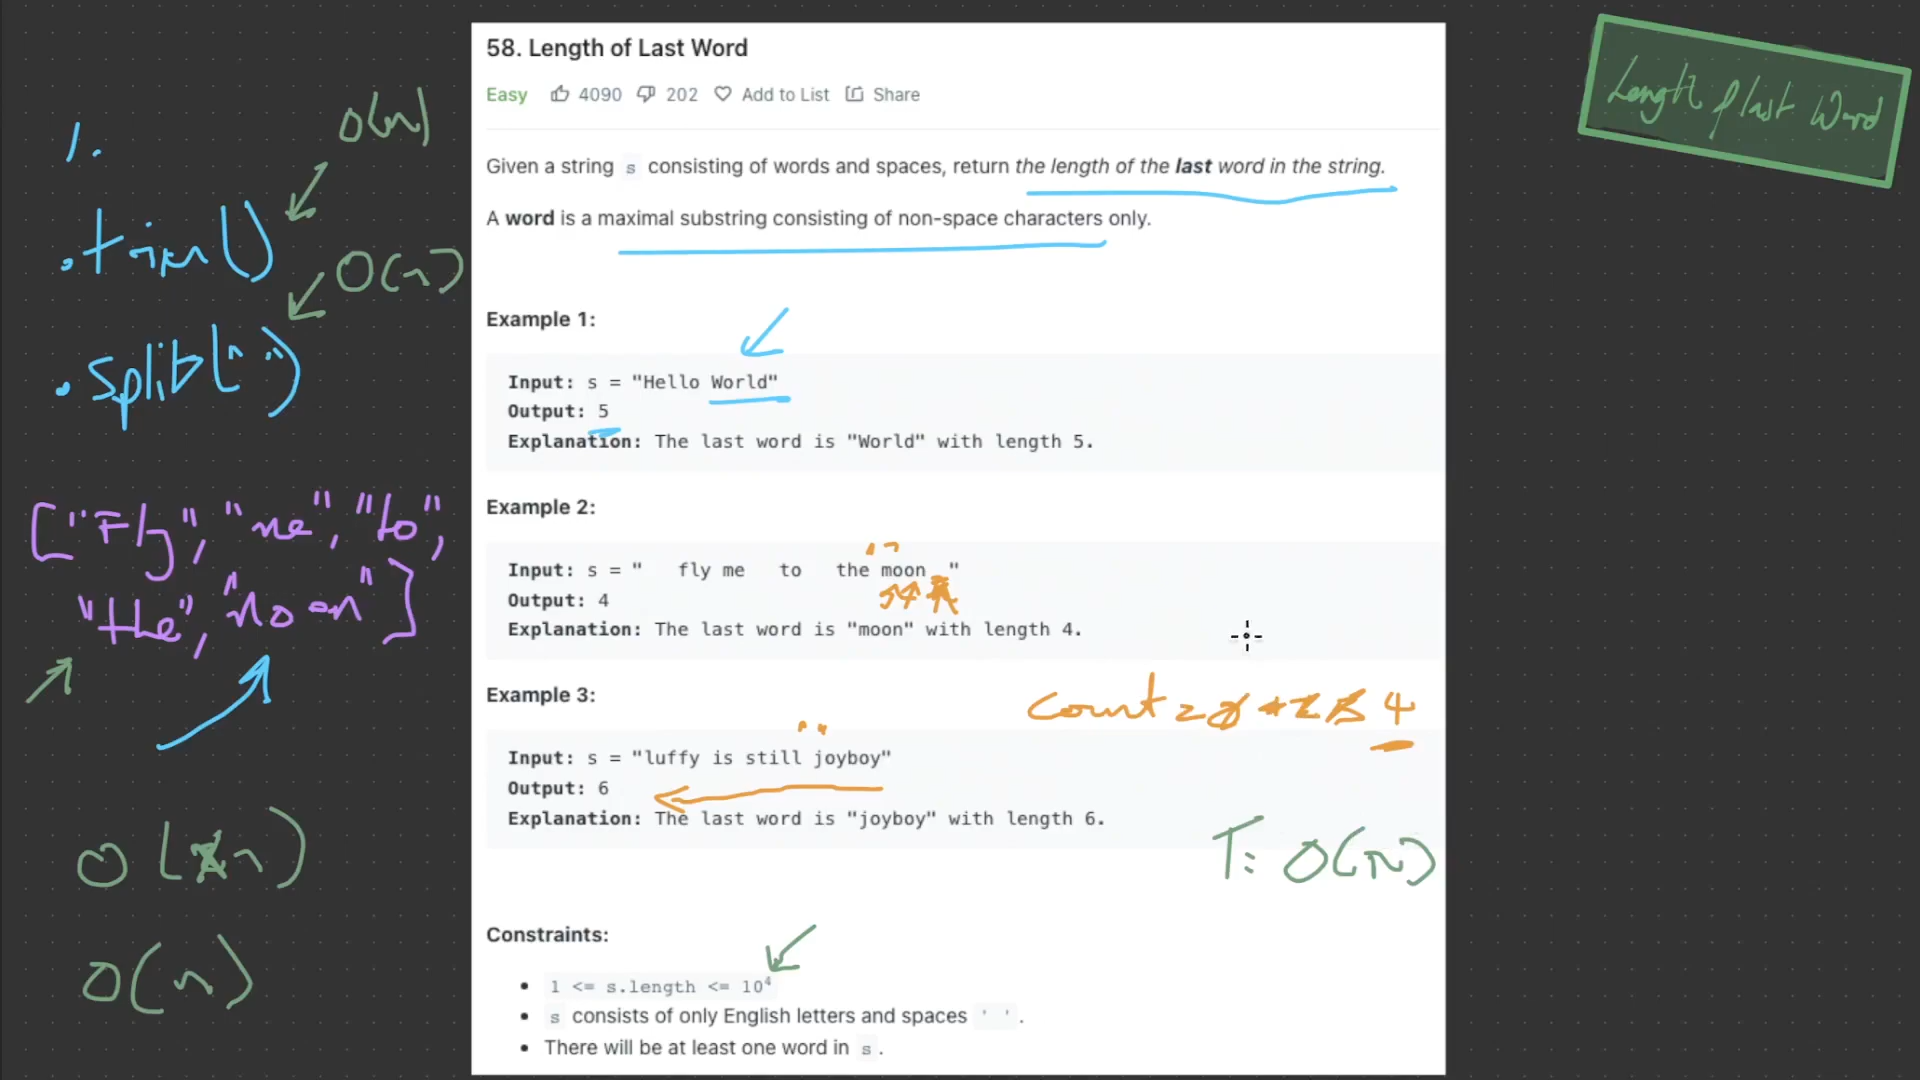 58. Length of Last Word
Easy 4090 202 Add to List Share
Given a string s consisting of words and spaces, return the length of the last word in the string.
A word is a maximal substring consisting of non-space characters only.
Example 1:
Input: s = "Hello World"
Output: 5
Explanation: The last word is "World" with length 5.
Example 2:
Input: s = "   fly me   to   the moon  "
Output: 4
Explanation: The last word is "moon" with length 4.
Example 3:
Input: s = "luffy is still joyboy"
Output: 6
Explanation: The last word is "joyboy" with length 6.
Constraints:
1 <= s.length <= 10⁴
s consists of only English letters and spaces ' '.
There will be at least one word in s.
1.
O(n)
.trim()
O(n)
.split(" ")
["Fly", "me", "to",
"the", "moon"]
O(n)
O(n)
Count = 4
T: O(N)
Length of last Word